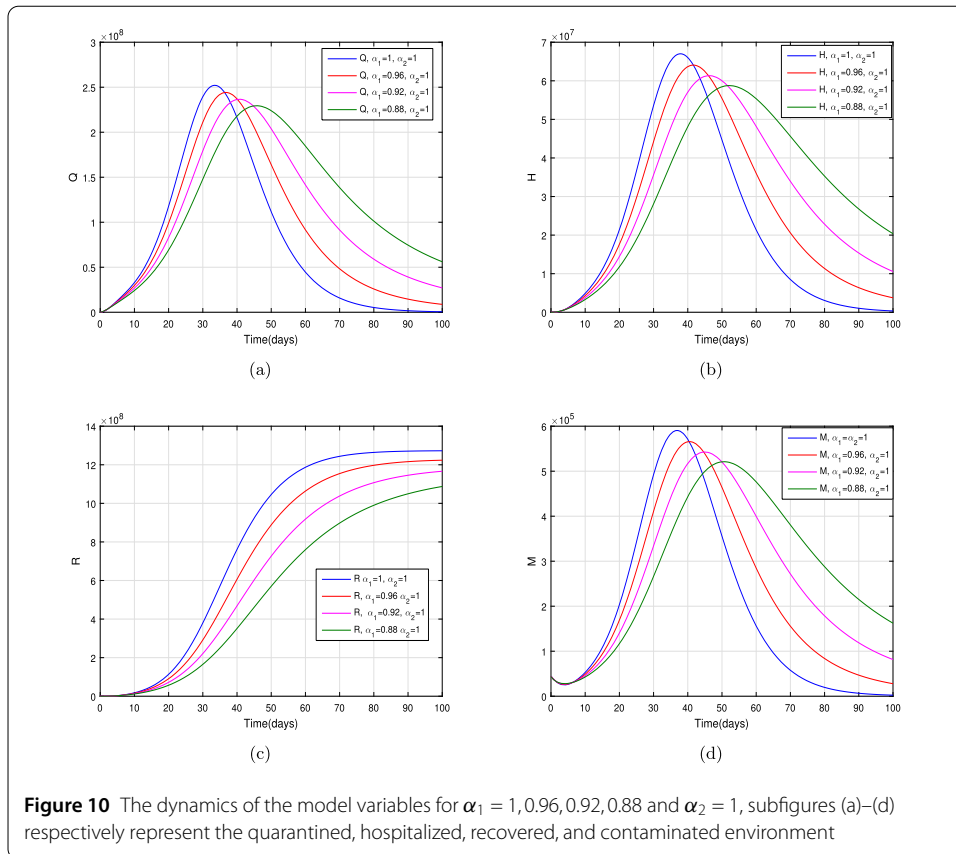 ×10⁸
3
2.5
2
1.5
1
0.5
0
Q
Q, α₁=1, α₂=1
Q, α₁=0.96, α₂=1
Q, α₁=0.92, α₂=1
Q, α₁=0.88, α₂=1
0 10 20 30 40 50 60 70 80 90 100
Time(days)
(a)
×10⁷
7
6
5
4
3
2
1
0
H
H, α₁=1, α₂=1
H, α₁=0.96, α₂=1
H, α₁=0.92, α₂=1
H, α₁=0.88, α₂=1
0 10 20 30 40 50 60 70 80 90 100
Time(days)
(b)
×10⁸
14
12
10
8
6
4
2
0
R
R α₁=1, α₂=1
R, α₁=0.96 α₂=1
R, α₁=0.92, α₂=1
R, α₁=0.88 α₂=1
0 10 20 30 40 50 60 70 80 90 100
Time(days)
(c)
×10⁵
6
5
4
3
2
1
0
M
M, α₁=α₂=1
M, α₁=0.96, α₂=1
M, α₁=0.92, α₂=1
M, α₁=0.88, α₂=1
0 10 20 30 40 50 60 70 80 90 100
Time(days)
(d)
Figure 10 The dynamics of the model variables for α₁ = 1, 0.96, 0.92, 0.88 and α₂ = 1, subfigures (a)–(d)
respectively represent the quarantined, hospitalized, recovered, and contaminated environment